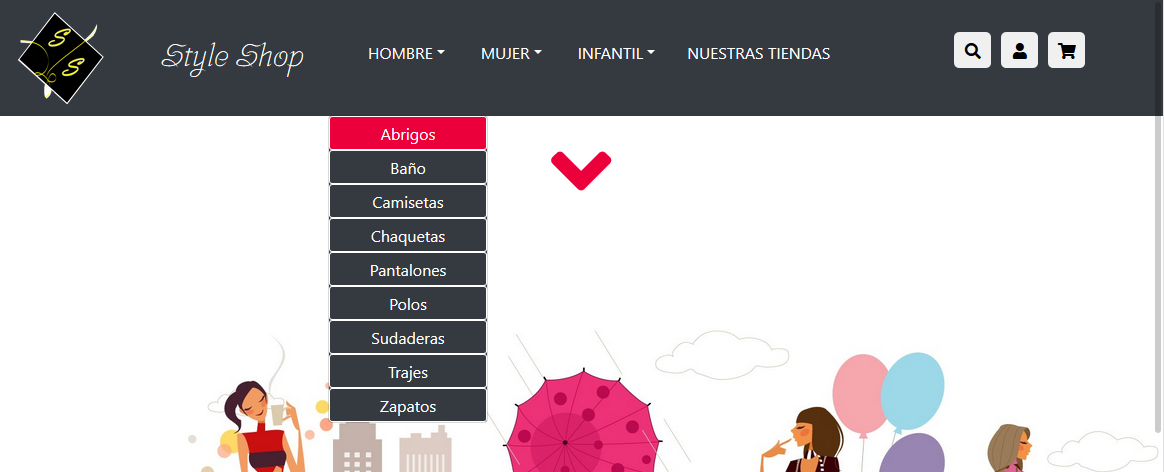 S
S
Style Shop
HOMBRE
MUJER
INFANTIL
NUESTRAS TIENDAS
Abrigos
Baño
Camisetas
Chaquetas
Pantalones
Polos
Sudaderas
Trajes
Zapatos